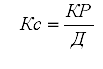 Кс = КР / Д